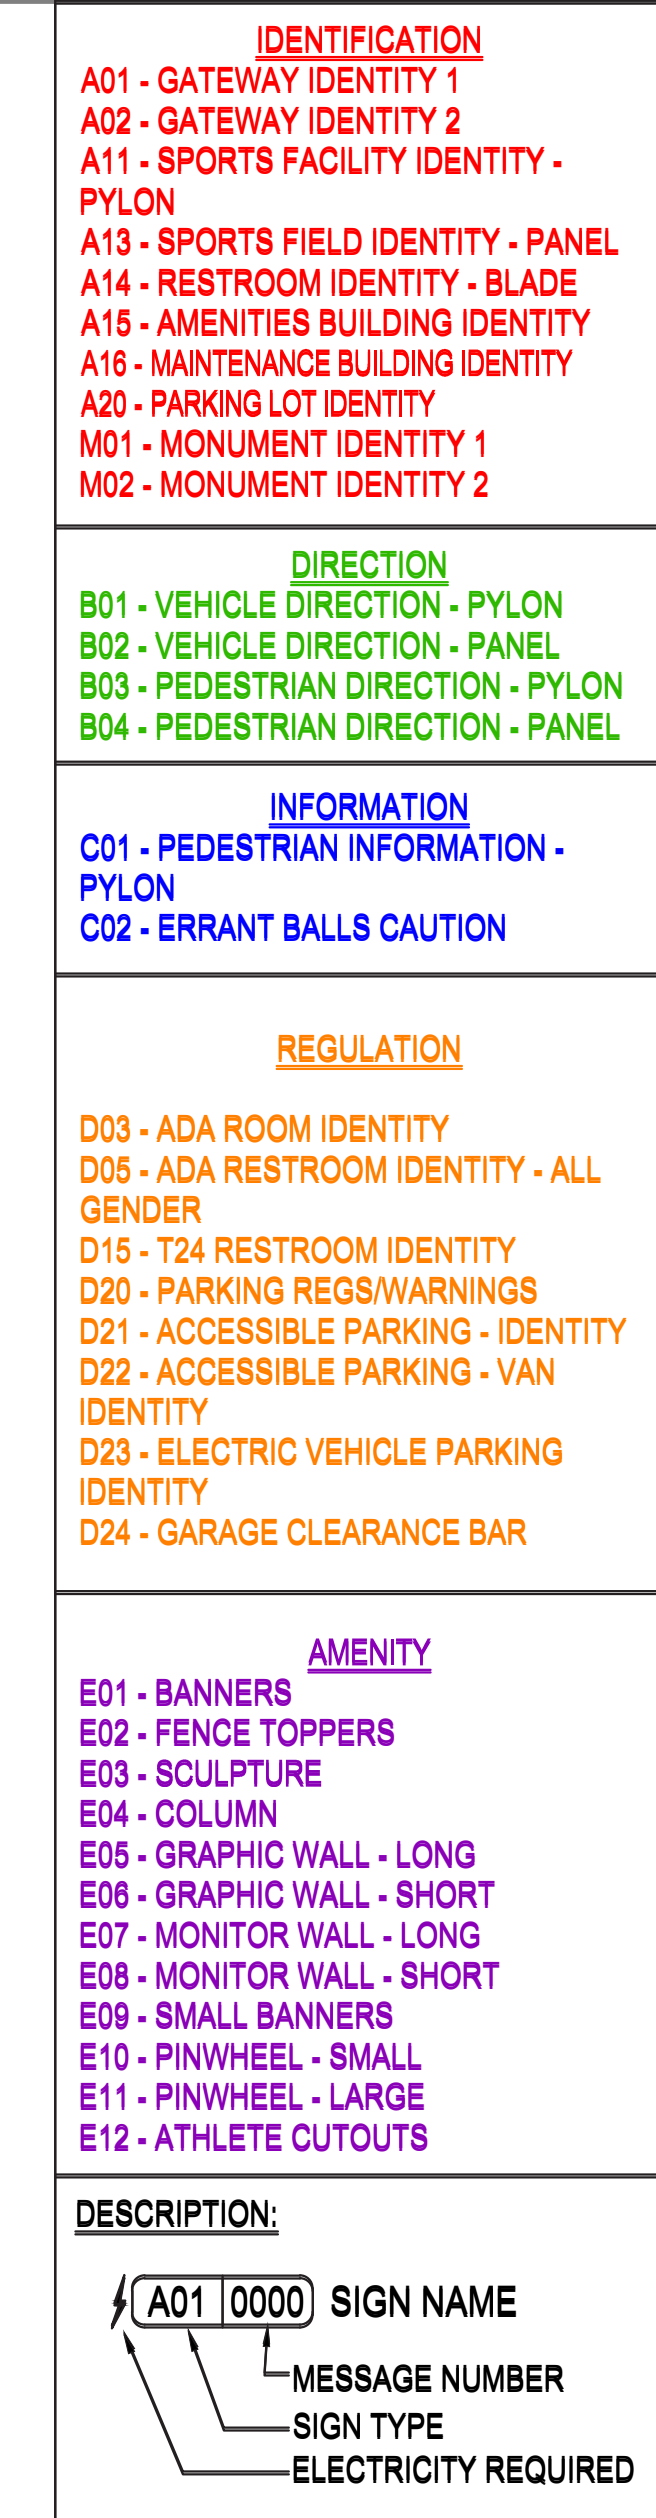 IDENTIFICATION
A01 - GATEWAY IDENTITY 1
A02 - GATEWAY IDENTITY 2
A11 - SPORTS FACILITY IDENTITY -
PYLON
A13 - SPORTS FIELD IDENTITY - PANEL
A14 - RESTROOM IDENTITY - BLADE
A15 - AMENITIES BUILDING IDENTITY
A16 - MAINTENANCE BUILDING IDENTITY
A20 - PARKING LOT IDENTITY
M01 - MONUMENT IDENTITY 1
M02 - MONUMENT IDENTITY 2
DIRECTION
B01 - VEHICLE DIRECTION - PYLON
B02 - VEHICLE DIRECTION - PANEL
B03 - PEDESTRIAN DIRECTION - PYLON
B04 - PEDESTRIAN DIRECTION - PANEL
INFORMATION
C01 - PEDESTRIAN INFORMATION -
PYLON
C02 - ERRANT BALLS CAUTION
REGULATION
D03 - ADA ROOM IDENTITY
D05 - ADA RESTROOM IDENTITY - ALL
GENDER
D15 - T24 RESTROOM IDENTITY
D20 - PARKING REGS/WARNINGS
D21 - ACCESSIBLE PARKING - IDENTITY
D22 - ACCESSIBLE PARKING - VAN
IDENTITY
D23 - ELECTRIC VEHICLE PARKING
IDENTITY
D24 - GARAGE CLEARANCE BAR
AMENITY
E01 - BANNERS
E02 - FENCE TOPPERS
E03 - SCULPTURE
E04 - COLUMN
E05 - GRAPHIC WALL - LONG
E06 - GRAPHIC WALL - SHORT
E07 - MONITOR WALL - LONG
E08 - MONITOR WALL - SHORT
E09 - SMALL BANNERS
E10 - PINWHEEL - SMALL
E11 - PINWHEEL - LARGE
E12 - ATHLETE CUTOUTS
DESCRIPTION:
A01 0000 SIGN NAME
MESSAGE NUMBER
SIGN TYPE
ELECTRICITY REQUIRED